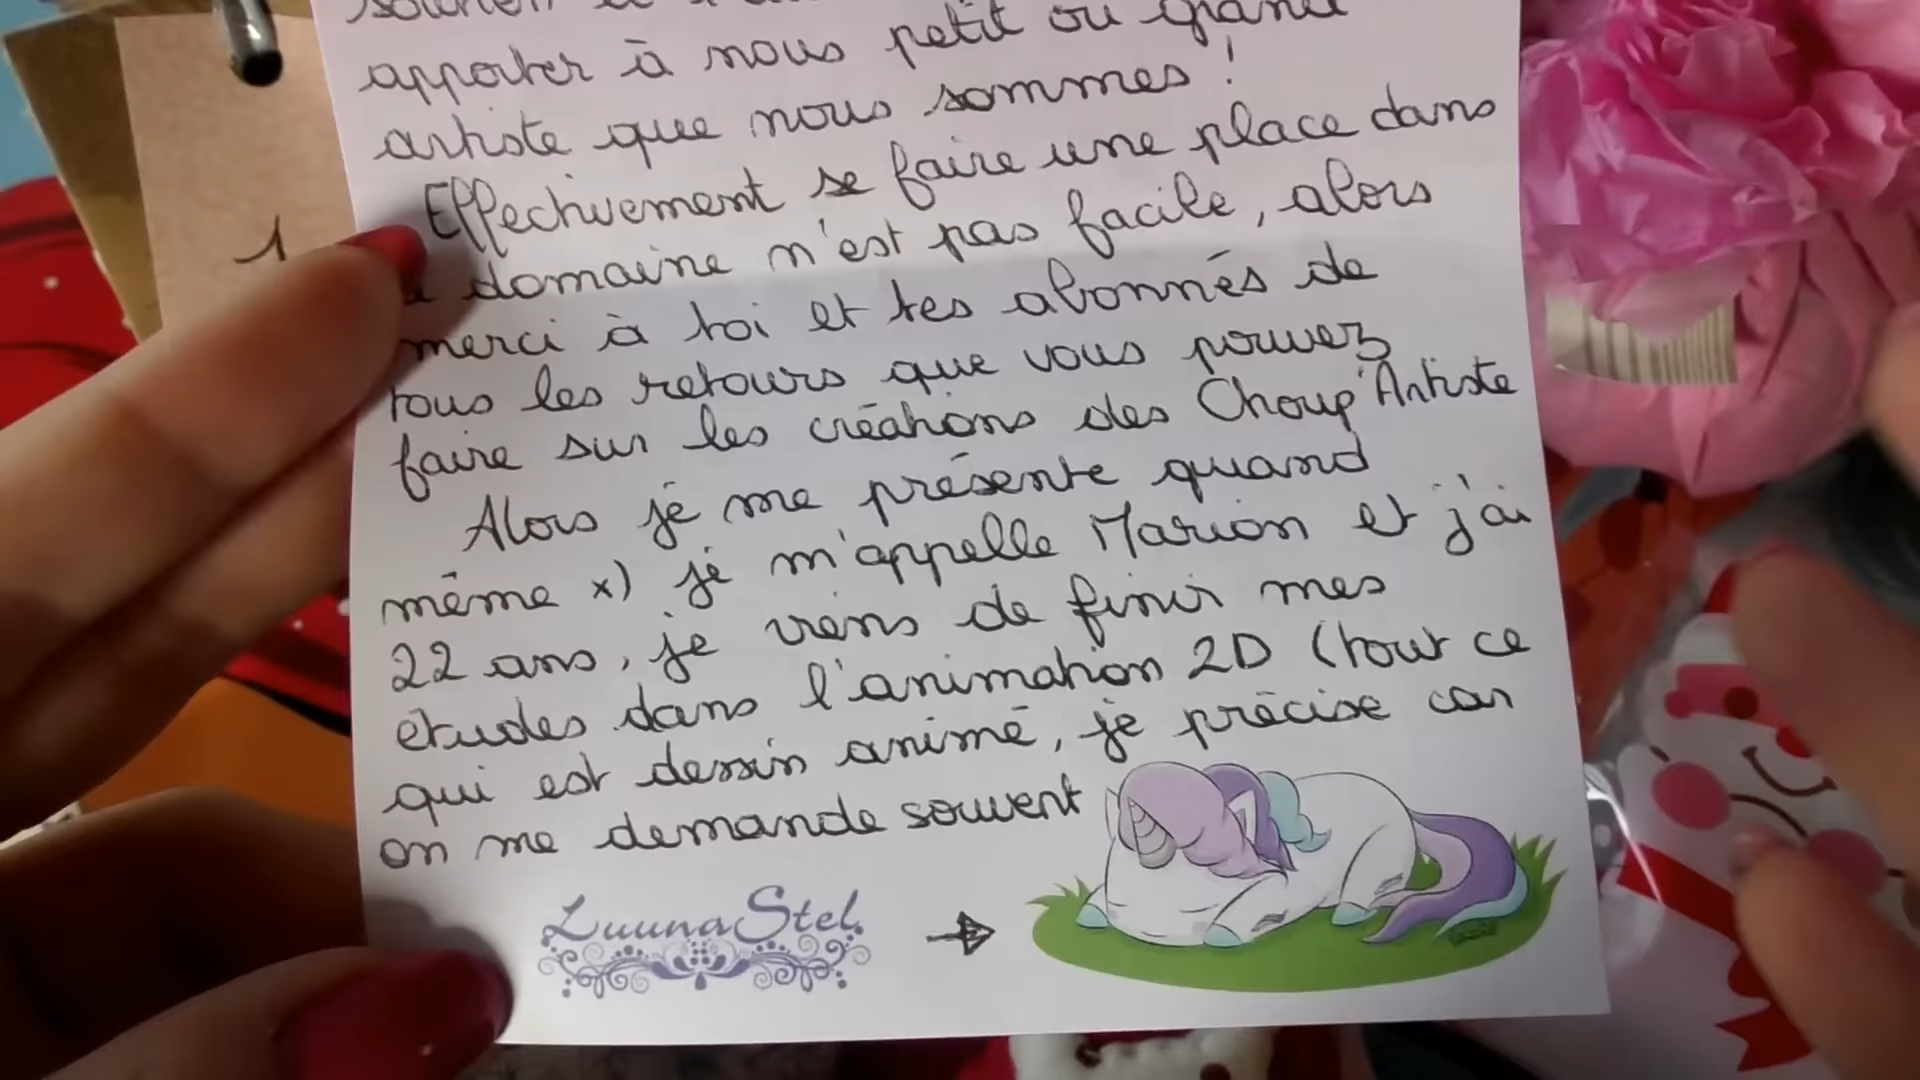 apporter à nous petit ou grand
artiste que nous sommes !
Effectivement se faire une place dans
domaine n'est pas facile, alors
merci à toi et tes abonnés de
tous les retours que vous pouvez
faire sur les créations des Choup'Artiste
Alors je me présente quand
même x) je m'appelle Marion et j'ai
22 ans, je viens de finir mes
études dans l'animation 2D (tout ce
qui est dessin animé, je précise car
on me demande souvent
LuunaStel
1